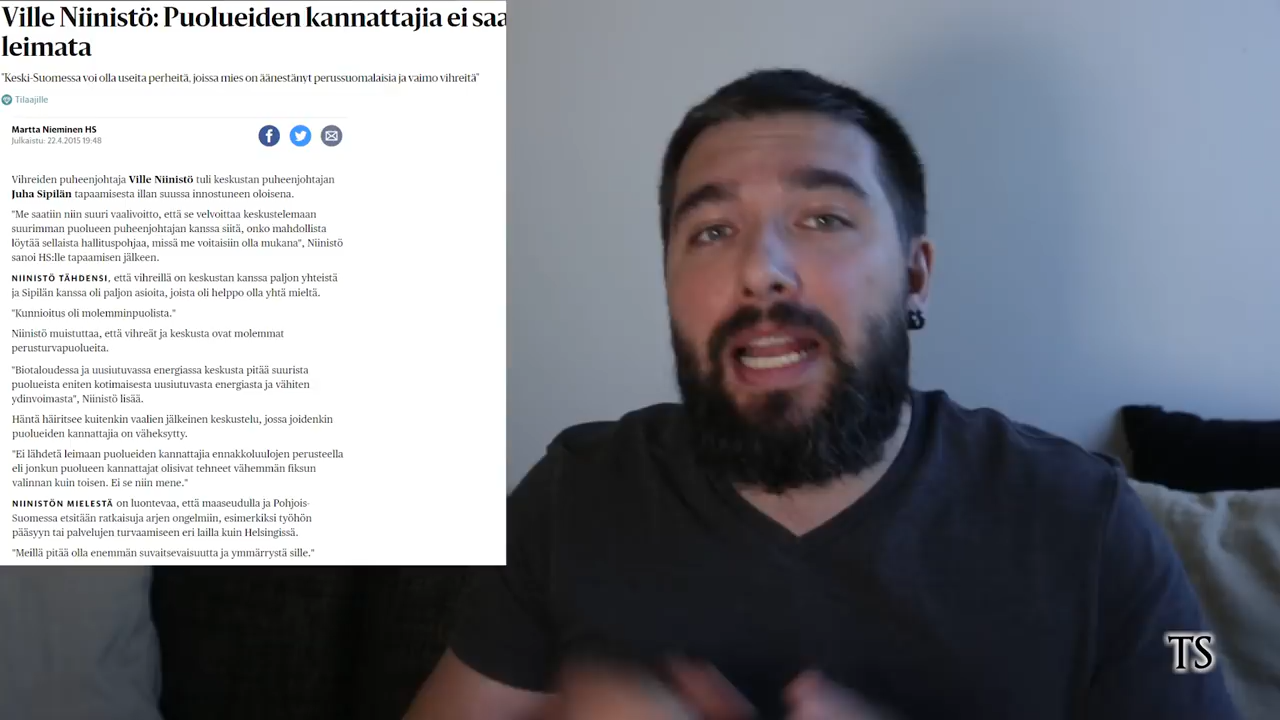 Ville Niinistö: Puolueiden kannattajia ei saa
leimata
"Keski-Suomessa voi olla useita perheitä, joissa mies on äänestänyt perussuomalaisia ja vaimo vihreitä"
Tilaajille
Martta Nieminen HS
Julkaistu: 22.4.2015 19:48
Vihreiden puheenjohtaja Ville Niinistö tuli keskustan puheenjohtajan
Juha Sipilän tapaamisesta illan suussa innostuneen oloisena.
"Me saatiin niin suuri vaalivoitto, että se velvoittaa keskustelemaan
suurimman puolueen puheenjohtajan kanssa siitä, onko mahdollista
löytää sellaista hallituspohjaa, missä me voitaisiin olla mukana", Niinistö
sanoi HS:lle tapaamisen jälkeen.
NIINISTÖ TÄHDENSI, että vihreillä on keskustan kanssa paljon yhteistä
ja Sipilän kanssa oli paljon asioita, joista oli helppo olla yhtä mieltä.
"Kunnioitus oli molemminpuolista."
Niinistö muistuttaa, että vihreät ja keskusta ovat molemmat
perusturvapuolueita.
"Biotaloudessa ja uusiutuvassa energiassa keskusta pitää suurista
puolueista eniten kotimaisesta uusiutuvasta energiasta ja vähiten
ydinvoimasta", Niinistö lisää.
Häntä häiritsee kuitenkin vaalien jälkeinen keskustelu, jossa joidenkin
puolueiden kannattajia on väheksytty.
"Ei lähdetä leimaan puolueiden kannattajia ennakkoluulojen perusteella
eli jonkun puolueen kannattajat olisivat tehneet vähemmän fiksun
valinnan kuin toisen. Ei se niin mene."
NIINISTÖN MIELESTÄ on luontevaa, että maaseudulla ja Pohjois-
Suomessa etsitään ratkaisuja arjen ongelmiin, esimerkiksi työhön
pääsyyn tai palvelujen turvaamiseen eri lailla kuin Helsingissä.
"Meillä pitää olla enemmän suvaitsevaisuutta ja ymmärrystä sille."
TS